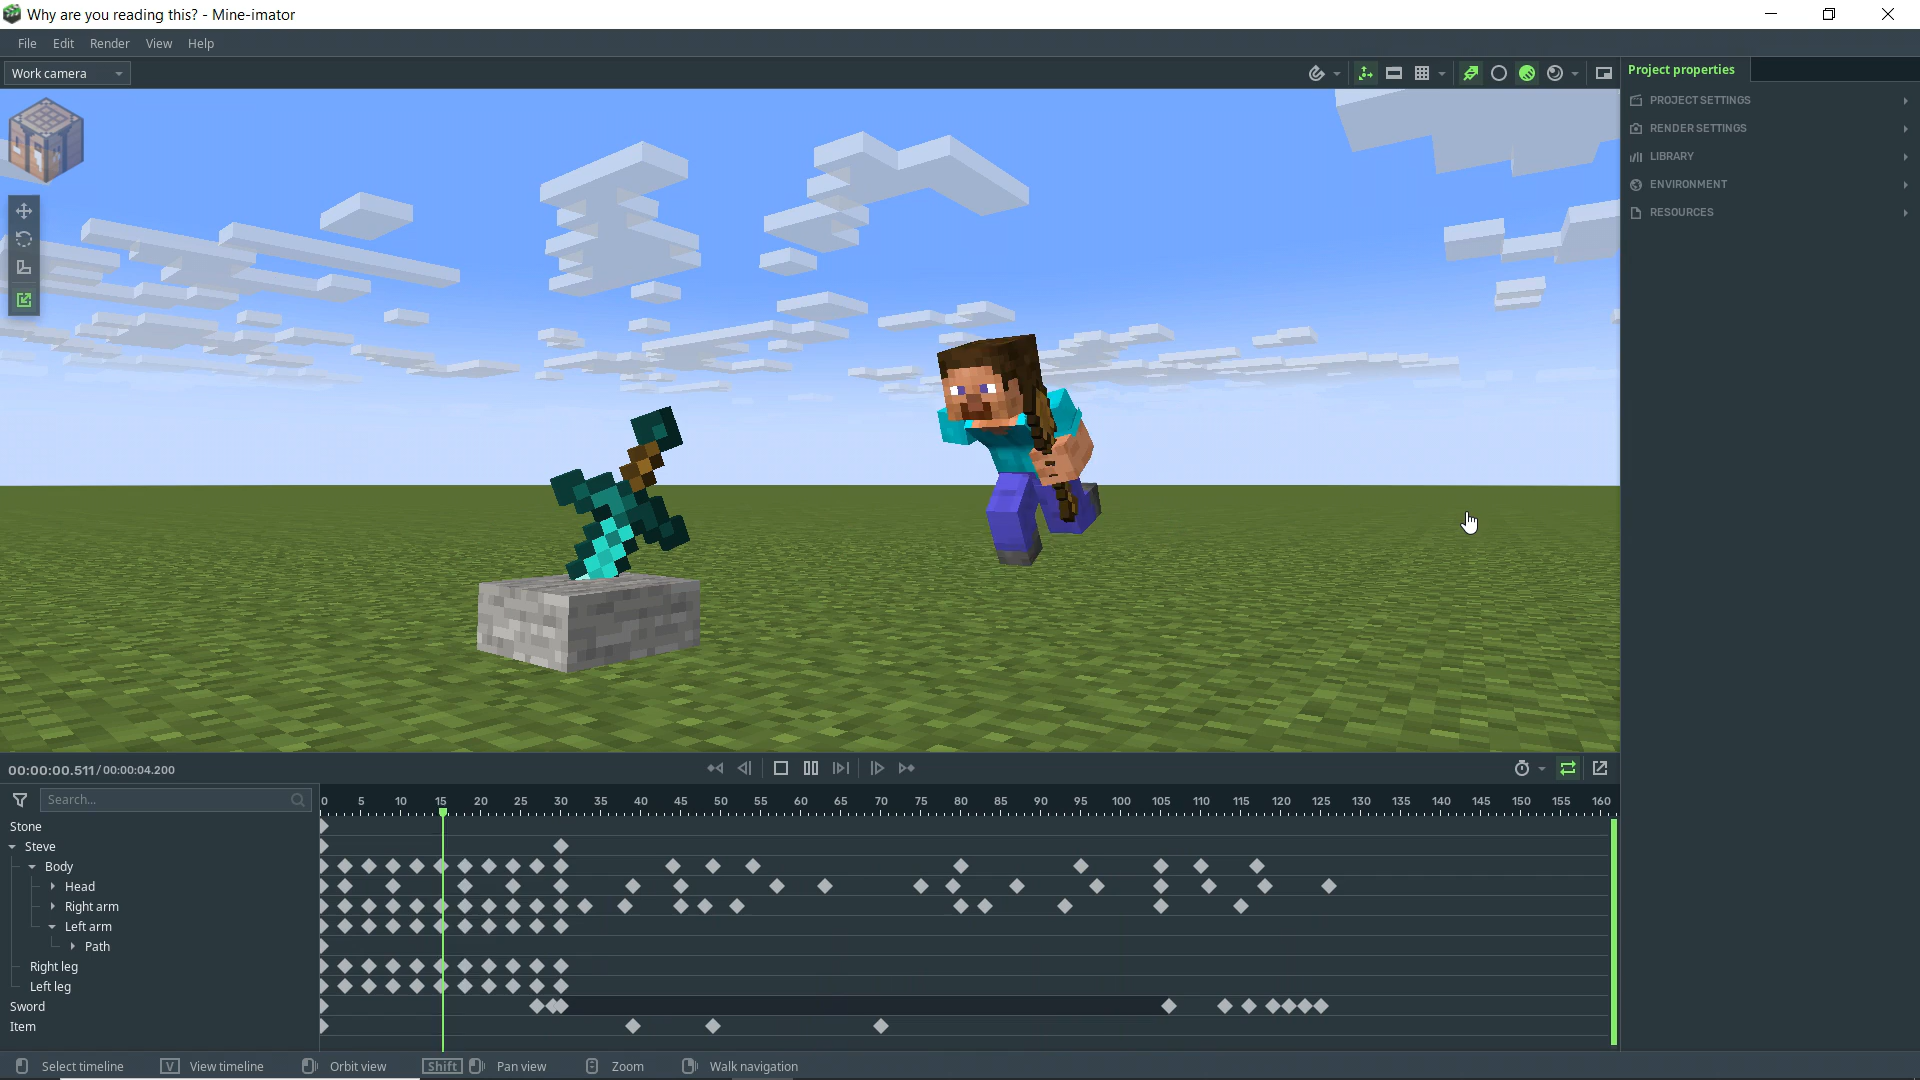 Why are you reading this? - Mine-imator
File Edit Render View Help
Work camera
Project properties
PROJECT SETTINGS
RENDER SETTINGS
LIBRARY
ENVIRONMENT
RESOURCES
00:00:00.511/00:00:04.200
Search...
0 5 10 15 20 25 30 35 40 45 50 55 60 65 70 75 80 85 90 95 100 105 110 115 120 125 130 135 140 145 150 155 160
Stone
Steve
Body
Head
Right arm
Left arm
Path
Right leg
Left leg
Sword
Item
Select timeline V View timeline Orbit view Shift Pan view Zoom Walk navigation